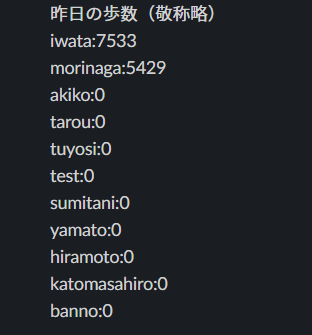 昨日の歩数（敬称略）
iwata:7533
morinaga:5429
akiko:0
tarou:0
tuyosi:0
test:0
sumitani:0
yamato:0
hiramoto:0
katomasahiro:0
banno:0